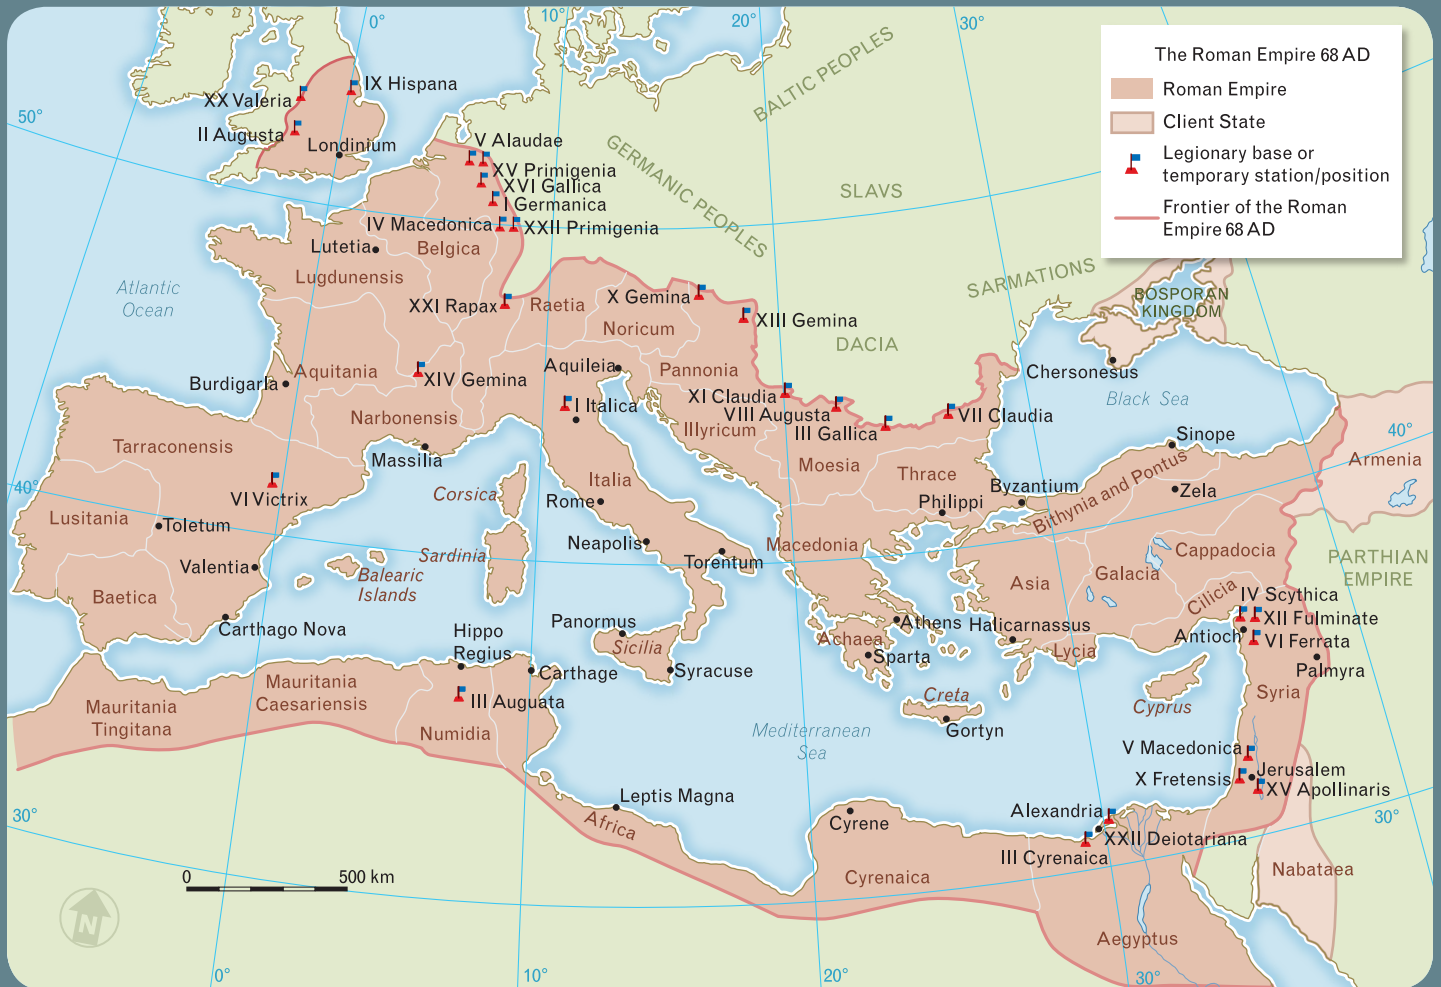 0°
10°
20°
30°
The Roman Empire 68 AD
Roman Empire
Client State
Legionary base or
temporary station/position
Frontier of the Roman
Empire 68 AD
50°
IX Hispana
XX Valeria
II Augusta
Londinium
BALTIC PEOPLES
GERMANIC PEOPLES
SLAVS
V Alaudae
XV Primigenia
XVI Gallica
I Germanica
IV Macedonica
XXII Primigenia
Belgica
Lutetia
Lugdunensis
Atlantic
Ocean
XXI Rapax
Raetia
X Gemina
XIII Gemina
Noricum
DACIA
SARMATIONS
BOSPORAN
KINGDOM
Chersonesus
Black Sea
Aquileia
Pannonia
Aquitania
Burdigarla
XIV Gemina
Narbonensis
I Italica
XI Claudia
VIII Augusta
III Gallica
VII Claudia
Illyricum
Moesia
Thrace
Sinope
40°
Armenia
Tarraconensis
Massilia
Corsica
Italia
Rome
Philippi
Byzantium
Bithynia and Pontus
Zela
40°
VI Victrix
Lusitania
Toletum
Neapolis
Torentum
Macedonia
Cappadocia
PARTHIAN
EMPIRE
Valentia
Balearic
Islands
Sardinia
Asia
Galacia
Cilicia
IV Scythica
XII Fulminate
VI Ferrata
Antioch
Palmyra
Baetica
Carthago Nova
Hippo
Regius
Panormus
Sicilia
Syracuse
Achaea
Athens
Sparta
Halicarnassus
Lycia
Syria
Carthage
Mauritania
Caesariensis
Mauritania
Tingitana
III Auguata
Numidia
Creta
Gortyn
Cyprus
Mediterranean
Sea
V Macedonica
Jerusalem
X Fretensis
XV Apollinaris
Leptis Magna
Africa
Cyrene
Alexandria
XXII Deiotariana
III Cyrenaica
30°
30°
Cyrenaica
Nabataea
Aegyptus
0
500 km
N
0°
10°
20°
30°